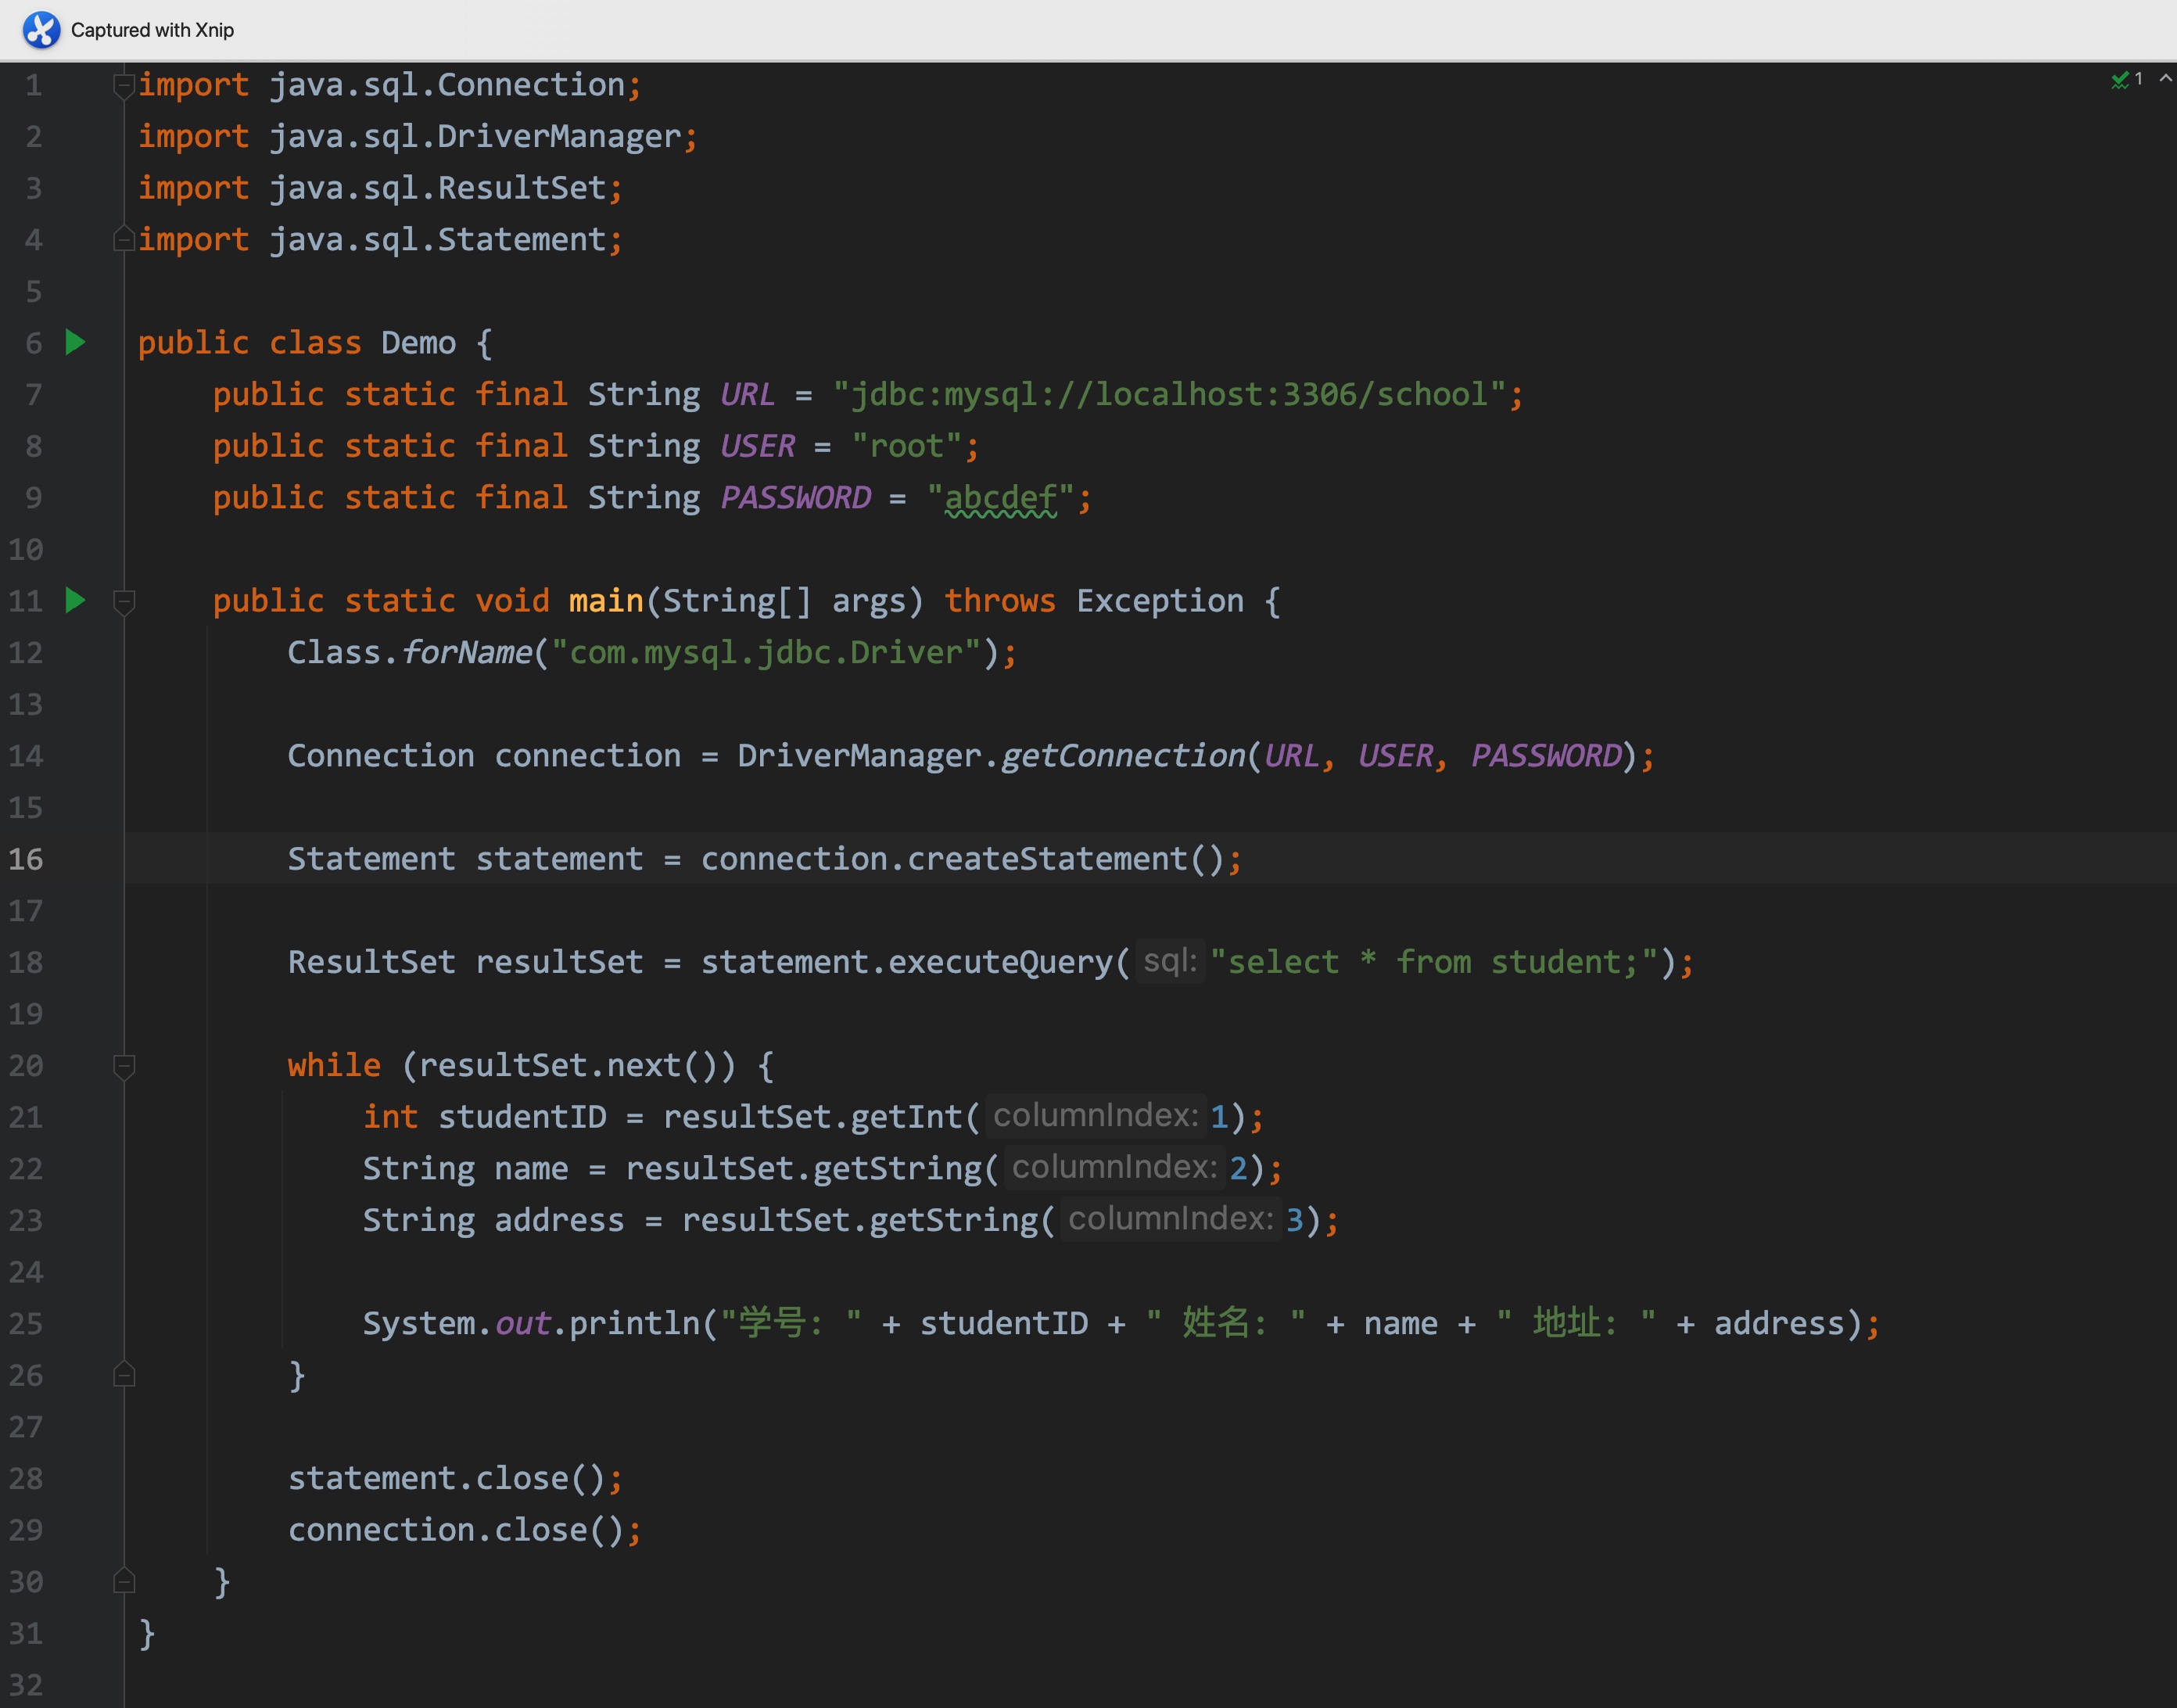 Captured with Xnip
1 import java.sql.Connection;
2 import java.sql.DriverManager;
3 import java.sql.ResultSet;
4 import java.sql.Statement;
5
6 public class Demo {
7 public static final String URL = "jdbc:mysql://localhost:3306/school";
8 public static final String USER = "root";
9 public static final String PASSWORD = "abcdef";
10
11 public static void main(String[] args) throws Exception {
12 Class.forName("com.mysql.jdbc.Driver");
13
14 Connection connection = DriverManager.getConnection(URL, USER, PASSWORD);
15
16 Statement statement = connection.createStatement();
17
18 ResultSet resultSet = statement.executeQuery( sql: "select * from student;");
19
20 while (resultSet.next()) {
21 int studentID = resultSet.getInt( columnIndex: 1);
22 String name = resultSet.getString( columnIndex: 2);
23 String address = resultSet.getString( columnIndex: 3);
24
25 System.out.println("学号: " + studentID + " 姓名: " + name + " 地址: " + address);
26 }
27
28 statement.close();
29 connection.close();
30 }
31 }
32
1